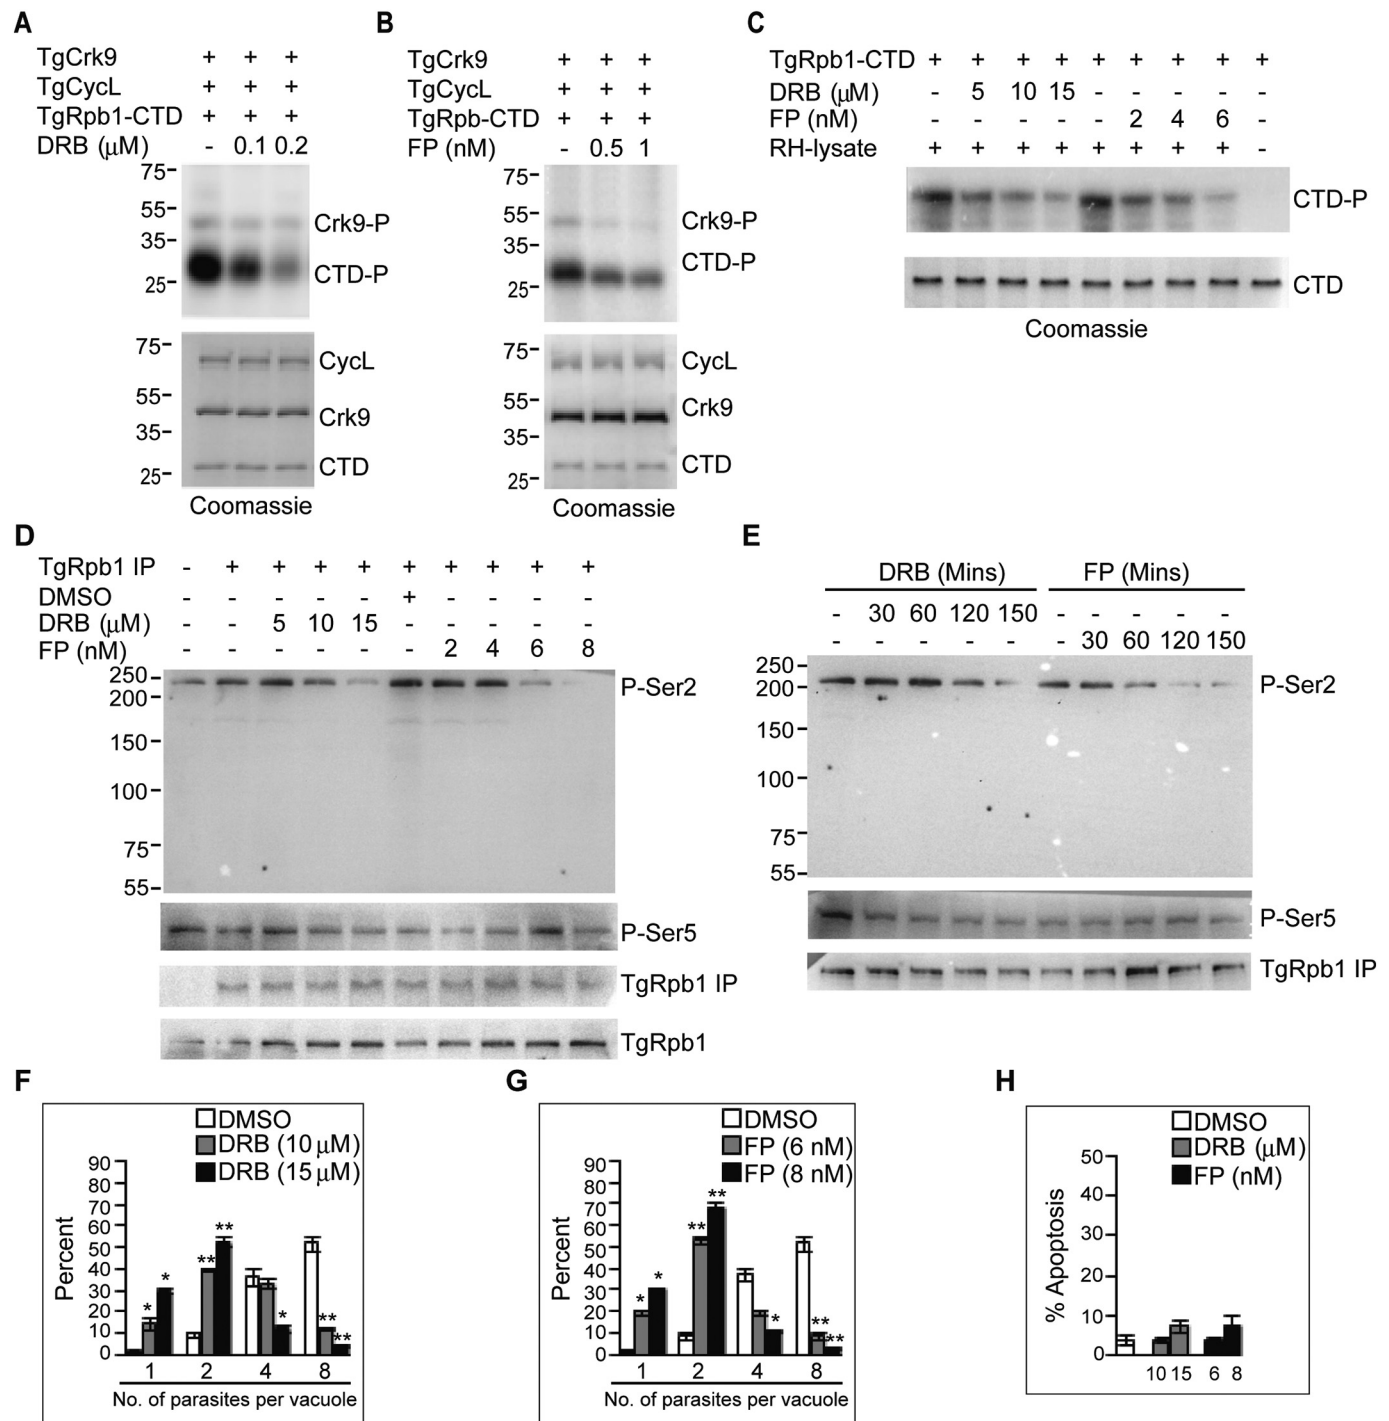 A
TgCrk9 + + +
TgCycL + + +
TgRpb1-CTD + + +
DRB (μM) - 0.1 0.2
75-
55-
Crk9-P
35-
CTD-P
25-
75-
CycL
55-
Crk9
35-
CTD
25-
Coomassie
B
TgCrk9 + + +
TgCycL + + +
TgRpb-CTD + + +
FP (nM) - 0.5 1
75-
55-
Crk9-P
35-
CTD-P
25-
75-
CycL
55-
Crk9
35-
CTD
25-
Coomassie
C
TgRpb1-CTD + + + + + + + + +
DRB (μM) - 5 10 15 - - - - -
FP (nM) - - - - - 2 4 6 -
RH-lysate + + + + + + + + -
CTD-P
CTD
Coomassie
D
TgRpb1 IP - + + + + + + + + +
DMSO - - - - - + - - - -
DRB (μM) - - 5 10 15 - - - - -
FP (nM) - - - - - - 2 4 6 8
250-
P-Ser2
200-
150-
100-
75-
55-
P-Ser5
TgRpb1 IP
TgRpb1
E
DRB (Mins) FP (Mins)
- 30 60 120 150 - - - - -
- - - - - - 30 60 120 150
250-
200-
P-Ser2
150-
100-
75-
55-
P-Ser5
TgRpb1 IP
F
DMSO
DRB (10 μM)
DRB (15 μM)
Percent
90
80
70
60
50
40
30
20
10
0
* * ** ** * ** **
1 2 4 8
No. of parasites per vacuole
G
DMSO
FP (6 nM)
FP (8 nM)
Percent
90
80
70
60
50
40
30
20
10
0
* * ** ** * ** **
1 2 4 8
No. of parasites per vacuole
H
DMSO
DRB (μM)
FP (nM)
% Apoptosis
50
40
30
20
10
0
10 15 6 8